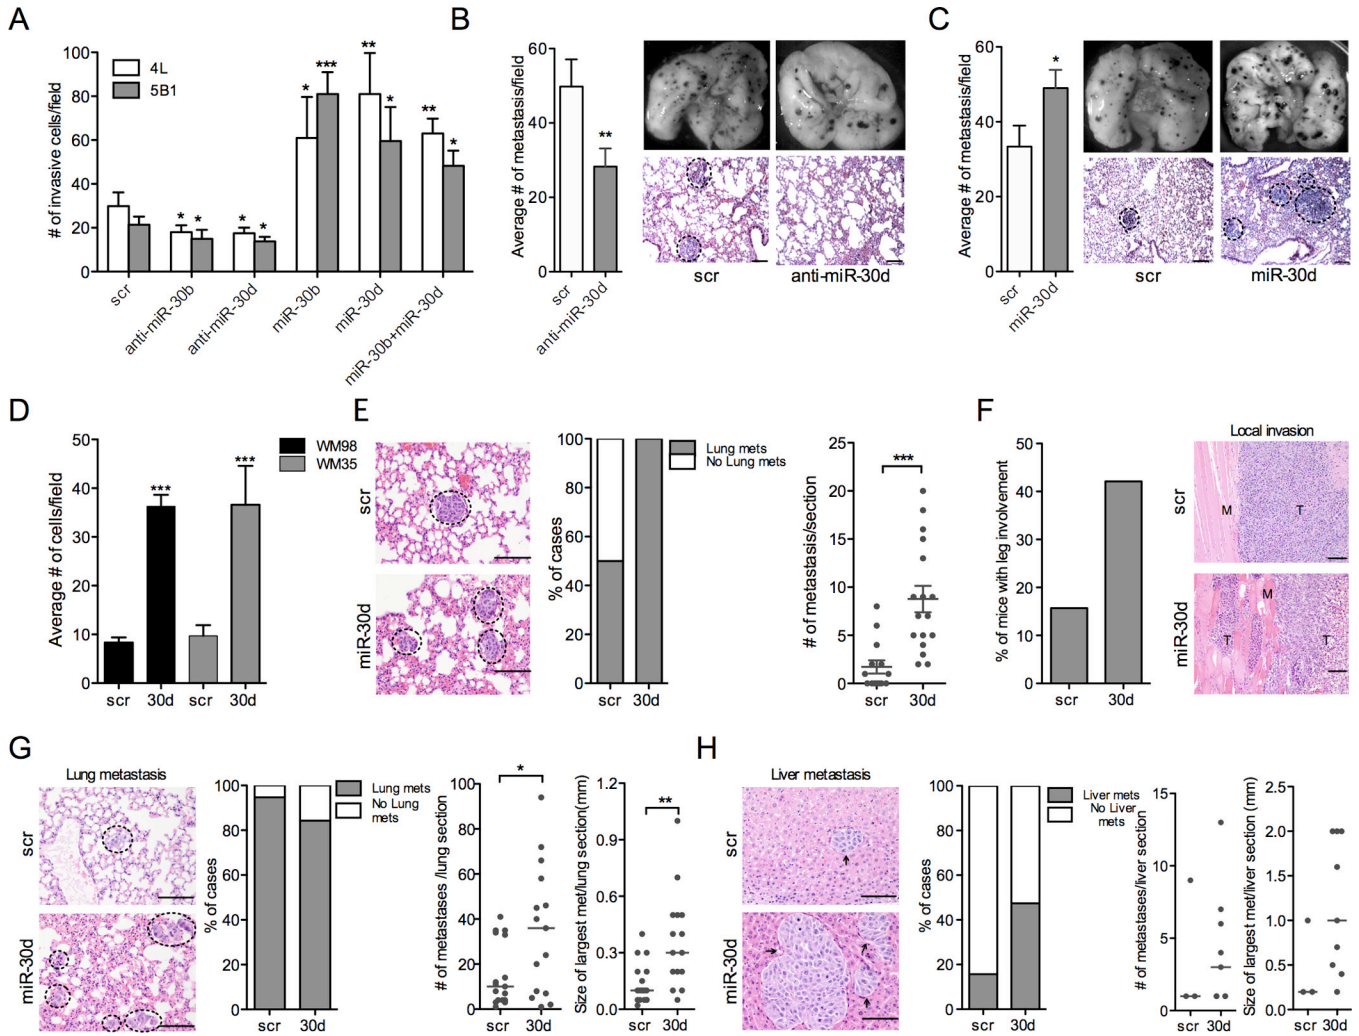 A
# of invasive cells/field
100
80
60
40
20
0
4L
5B1
* * * * * *** ** * ** *
scr
anti-miR-30b
anti-miR-30d
miR-30b
miR-30d
miR-30b+miR-30d
B
Average # of metastasis/field
60
40
20
0
**
scr
anti-miR-30d
scr
anti-miR-30d
C
Average # of metastasis/field
60
40
20
0
*
scr
miR-30d
scr
miR-30d
D
Average # of cells/field
50
40
30
20
10
0
WM98
WM35
***
***
scr 30d scr 30d
E
scr
miR-30d
% of cases
100
80
60
40
20
0
Lung mets
No Lung mets
scr 30d
# of metastasis/section
25
20
15
10
5
0
***
scr 30d
F
% of mice with leg involvement
50
40
30
20
10
0
scr 30d
Local invasion
scr
M T
miR-30d
M
T T
G
Lung metastasis
scr
miR-30d
% of cases
100
80
60
40
20
0
Lung mets
No Lung
mets
scr 30d
# of metastases /lung section
100
80
60
40
20
0
*
scr 30d
Size of largest met/lung section(mm)
1.2
0.9
0.6
0.3
0.0
**
scr 30d
H
Liver metastasis
scr
miR-30d
% of cases
100
80
60
40
20
0
Liver mets
No Liver
mets
scr 30d
# of metastases/liver section
15
10
5
0
scr 30d
Size of largest met/liver section (mm)
2.5
2.0
1.5
1.0
0.5
0.0
scr 30d